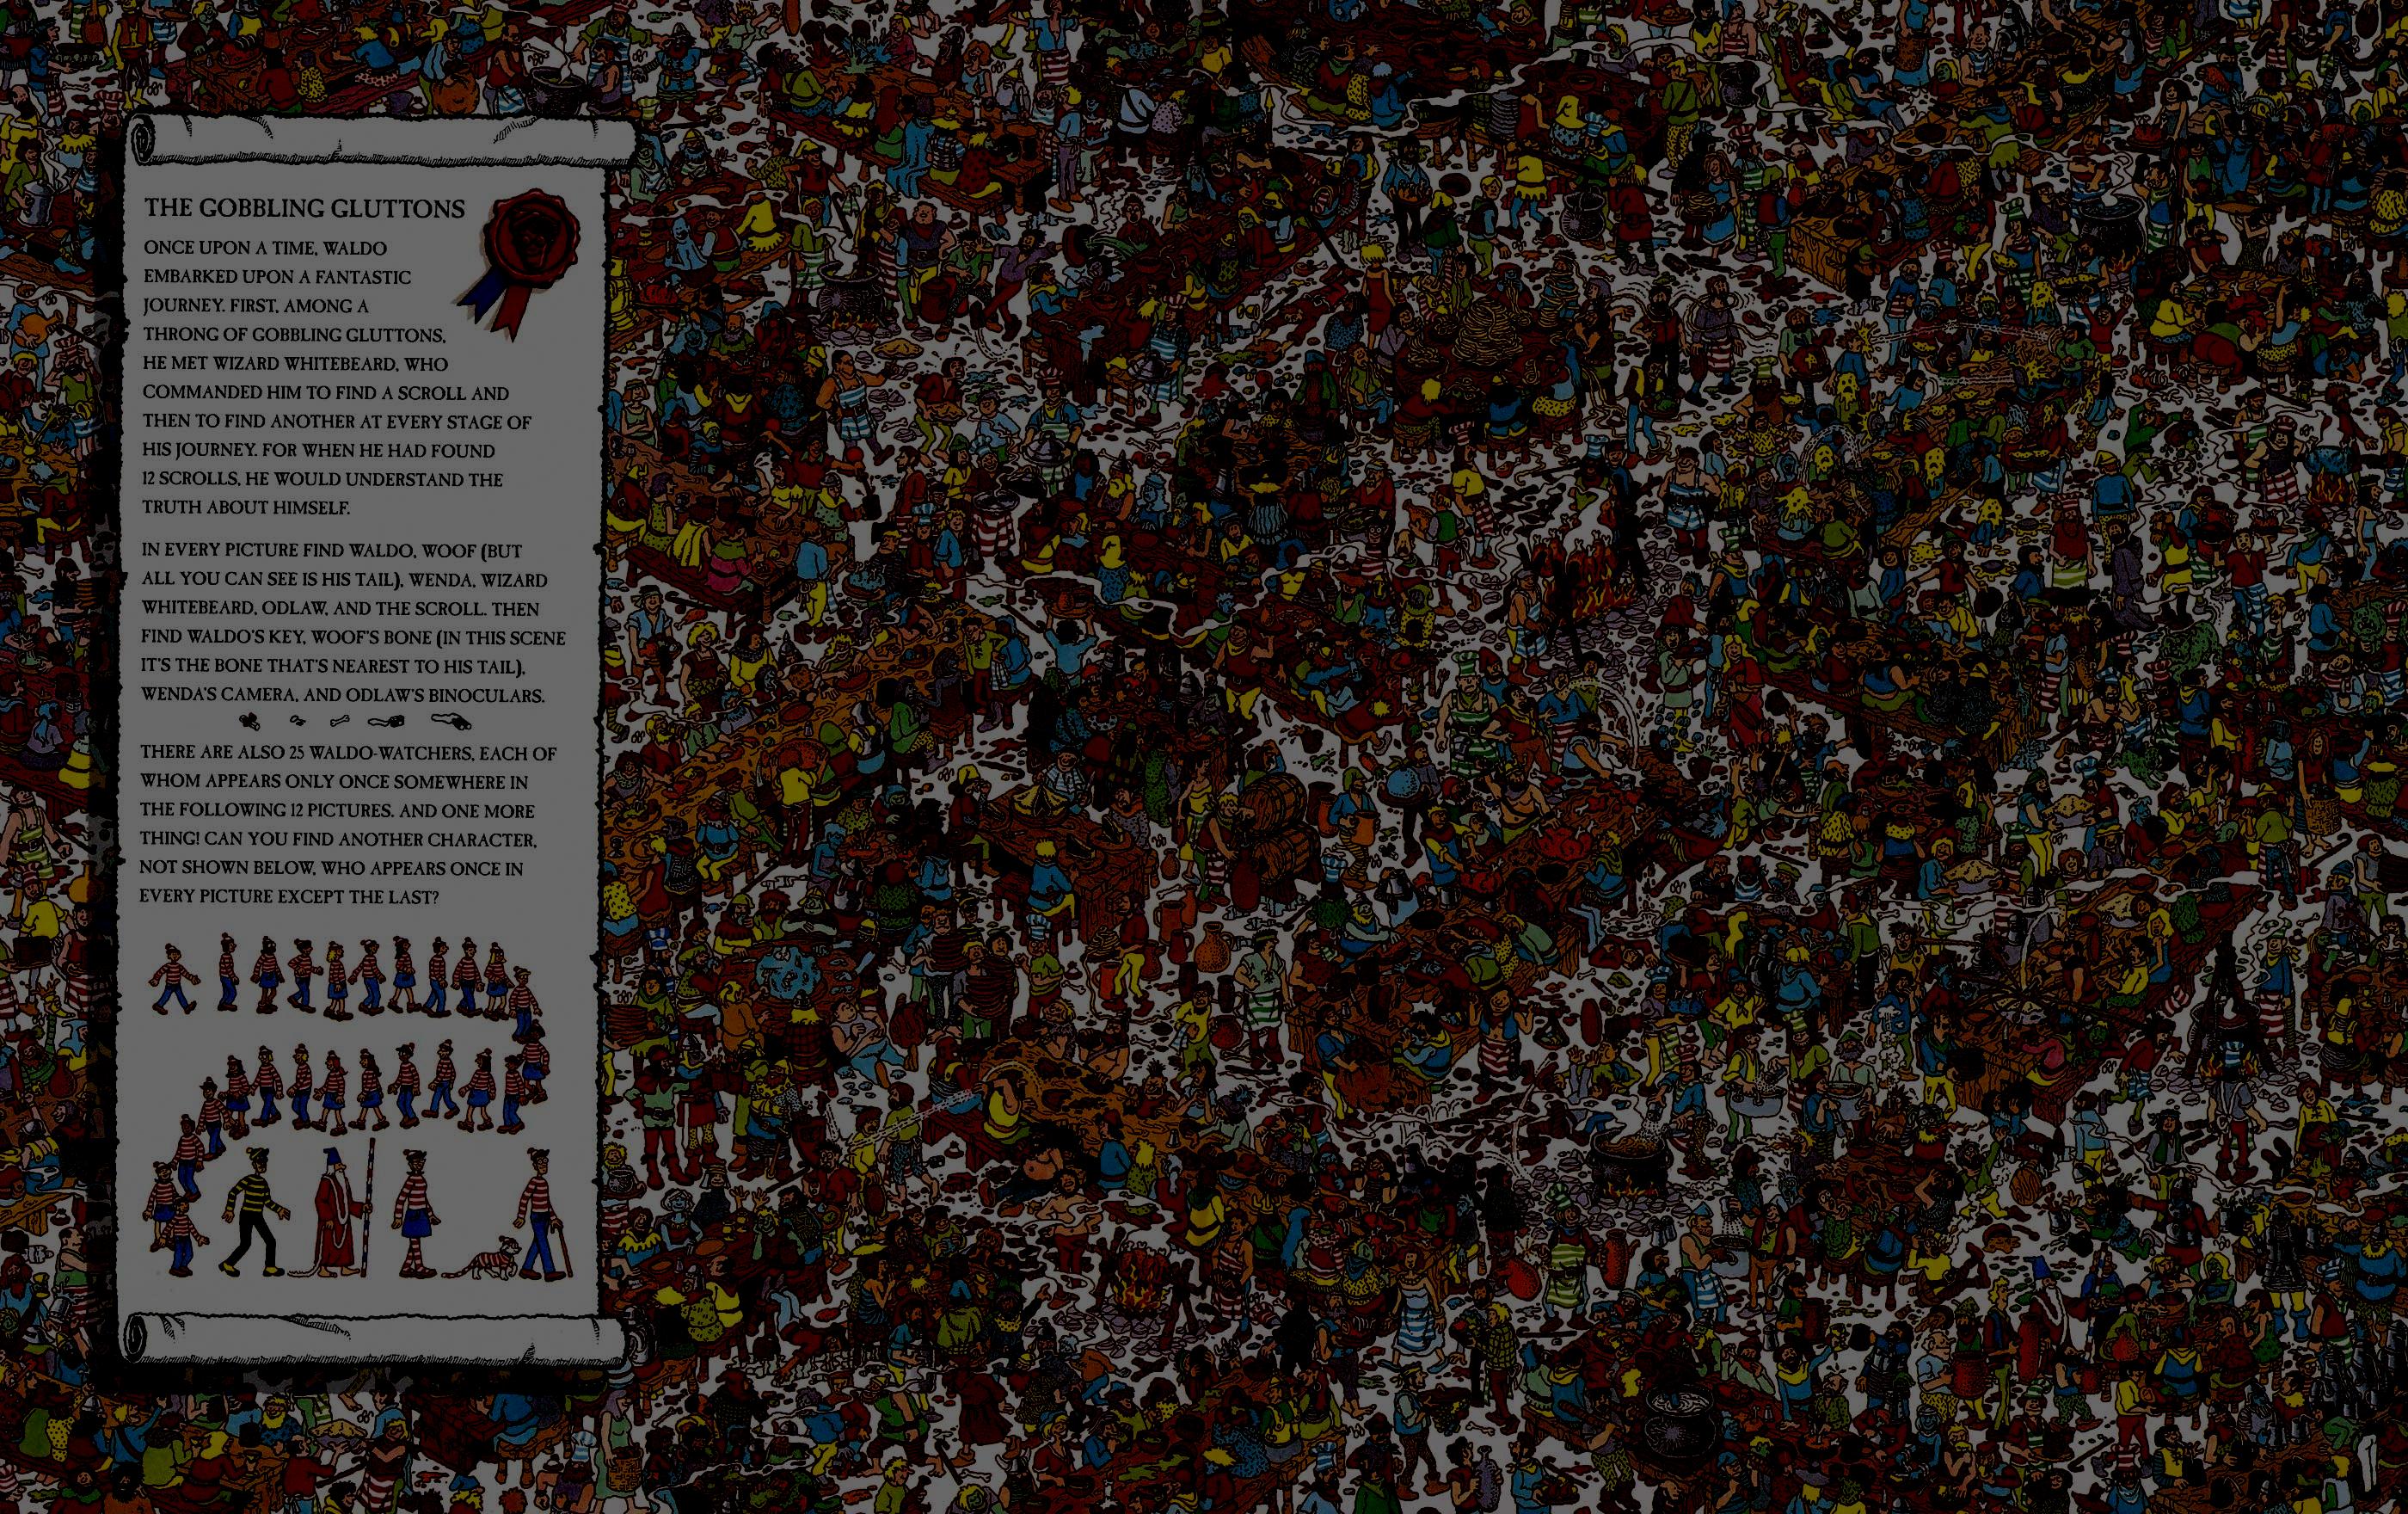 THE GOBBLING GLUTTONS
ONCE UPON A TIME, WALDO
EMBARKED UPON A FANTASTIC
JOURNEY. FIRST, AMONG A
THRONG OF GOBBLING GLUTTONS,
HE MET WIZARD WHITEBEARD, WHO
COMMANDED HIM TO FIND A SCROLL AND
THEN TO FIND ANOTHER AT EVERY STAGE OF
HIS JOURNEY. FOR WHEN HE HAD FOUND
12 SCROLLS, HE WOULD UNDERSTAND THE
TRUTH ABOUT HIMSELF.
IN EVERY PICTURE FIND WALDO, WOOF (BUT
ALL YOU CAN SEE IS HIS TAIL), WENDA, WIZARD
WHITEBEARD, ODLAW, AND THE SCROLL. THEN
FIND WALDO'S KEY, WOOF'S BONE (IN THIS SCENE
IT'S THE BONE THAT'S NEAREST TO HIS TAIL),
WENDA'S CAMERA, AND ODLAW'S BINOCULARS.
THERE ARE ALSO 25 WALDO-WATCHERS, EACH OF
WHOM APPEARS ONLY ONCE SOMEWHERE IN
THE FOLLOWING 12 PICTURES. AND ONE MORE
THING! CAN YOU FIND ANOTHER CHARACTER,
NOT SHOWN BELOW, WHO APPEARS ONCE IN
EVERY PICTURE EXCEPT THE LAST?